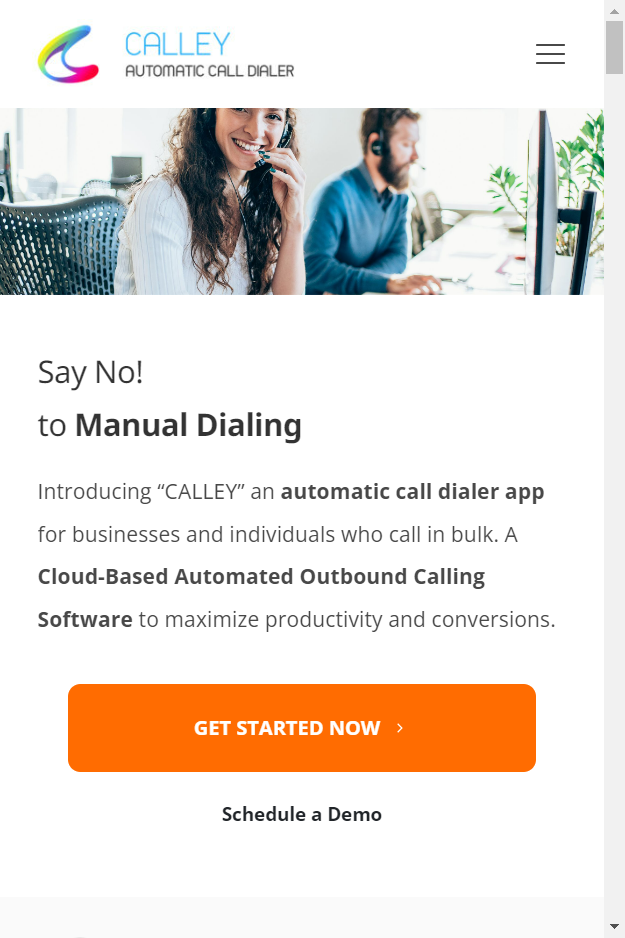 CALLEY
AUTOMATIC CALL DIALER
Say No!
to Manual Dialing
Introducing “CALLEY” an automatic call dialer app
for businesses and individuals who call in bulk. A
Cloud-Based Automated Outbound Calling
Software to maximize productivity and conversions.
GET STARTED NOW
Schedule a Demo